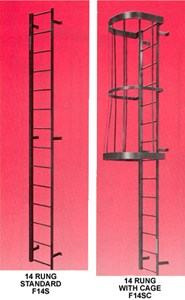 14 RUNG
STANDARD
F14S
14 RUNG
WITH CAGE
F14SC